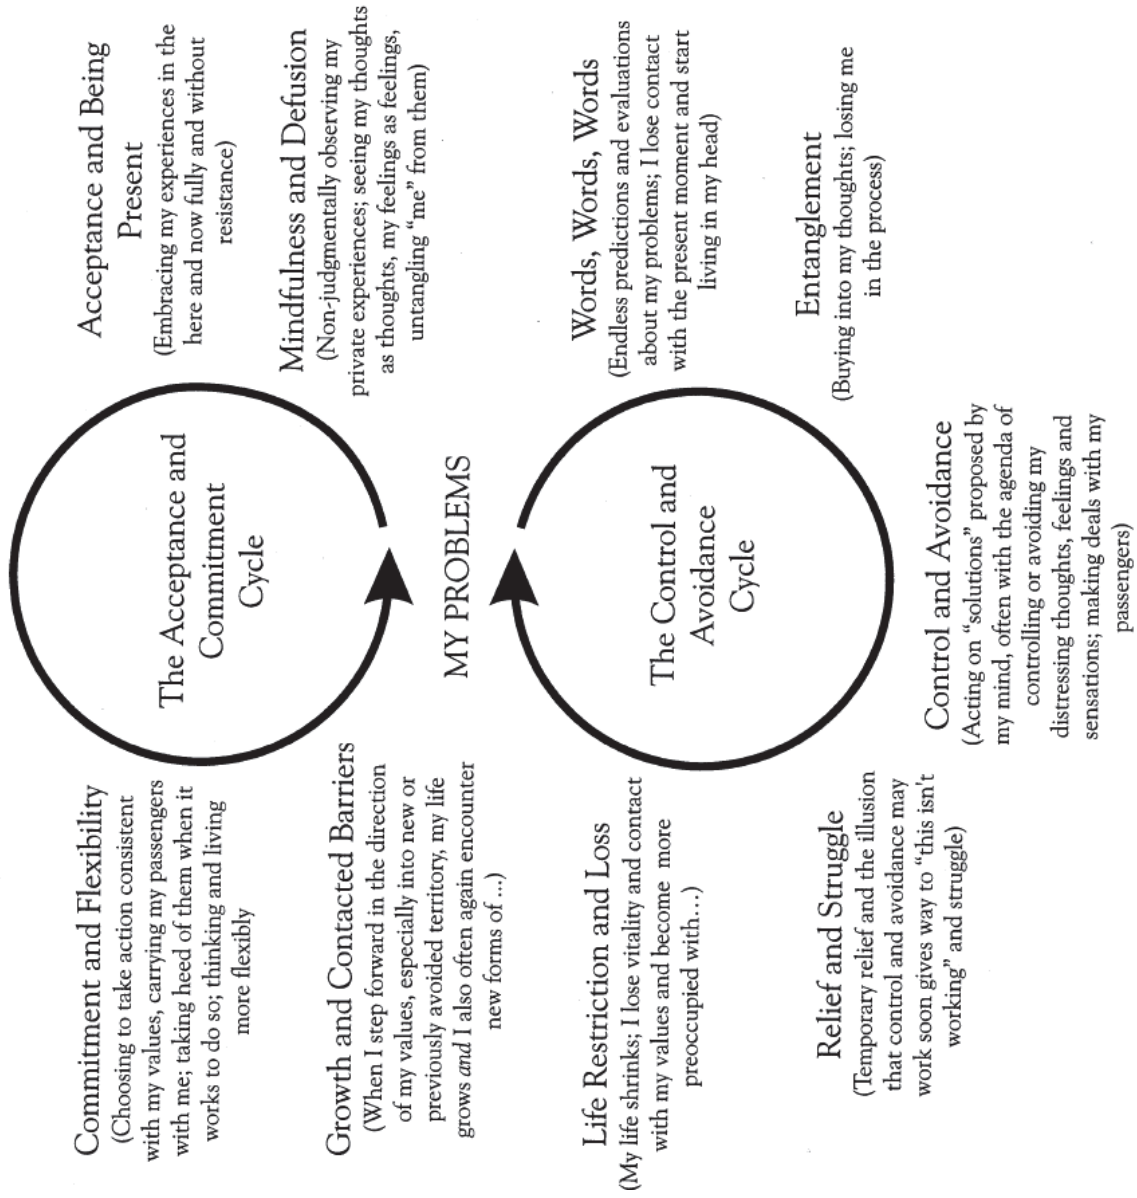 Commitment and Flexibility
(Choosing to take action consistent
with my values, carrying my passengers
with me; taking heed of them when it
works to do so; thinking and living
more flexibly
Growth and Contacted Barriers
(When I step forward in the direction
of my values, especially into new or
previously avoided territory, my life
grows and I also often again encounter
new forms of ...)
The Acceptance and
Commitment
Cycle
Acceptance and Being
Present
(Embracing my experiences in the
here and now fully and without
resistance)
Mindfulness and Defusion
(Non-judgmentally observing my
private experiences; seeing my thoughts
as thoughts, my feelings as feelings,
untangling “me” from them)
MY PROBLEMS
Life Restriction and Loss
(My life shrinks; I lose vitality and contact
with my values and become more
preoccupied with…)
Relief and Struggle
(Temporary relief and the illusion
that control and avoidance may
work soon gives way to “this isn't
working” and struggle)
The Control and
Avoidance
Cycle
Words, Words, Words
(Endless predictions and evaluations
about my problems; I lose contact
with the present moment and start
living in my head)
Entanglement
(Buying into my thoughts; losing me
in the process)
Control and Avoidance
(Acting on “solutions” proposed by
my mind, often with the agenda of
controlling or avoiding my
distressing thoughts, feelings and
sensations; making deals with my
passengers)